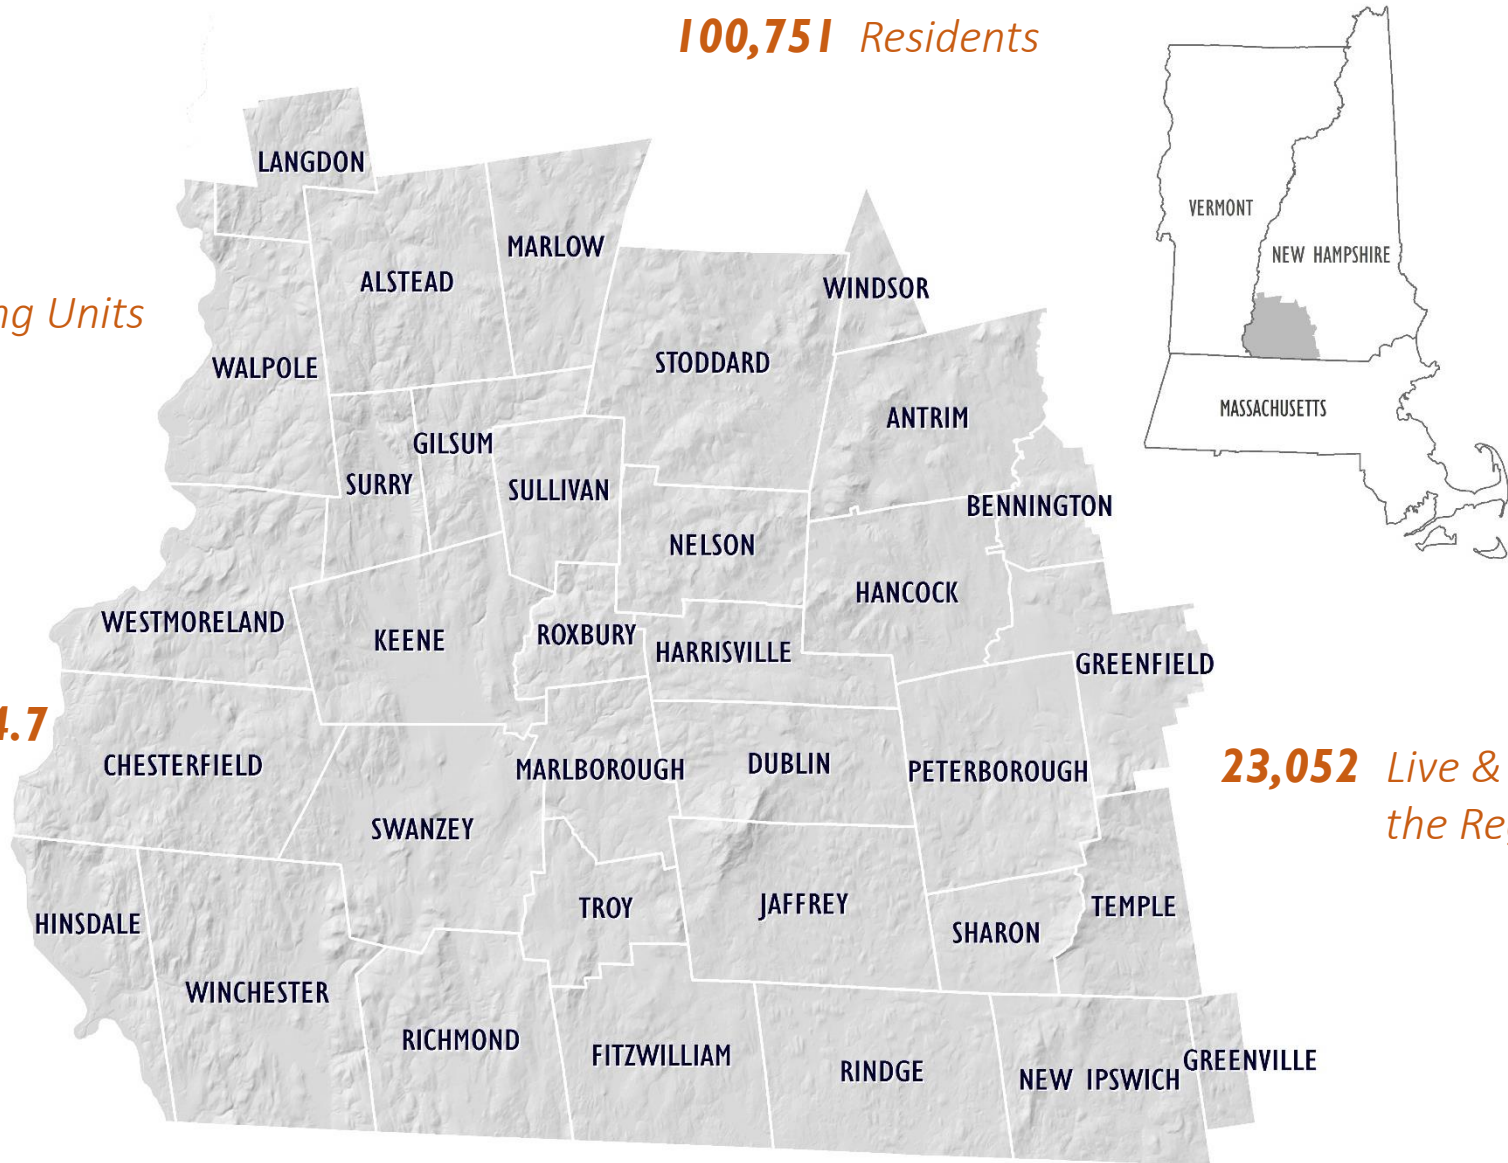 100,751 Residents
LANGDON
VERMONT
MARLOW
NEW HAMPSHIRE
ALSTEAD
WINDSOR
Units
WALPOLE
STODDARD
MASSACHUSETTS
ANTRIM
GILSUM
SURRY
SULLIVAN
BENNINGTON
NELSON
HANCOCK
WESTMORELAND
KEENE
ROXBURY
HARRISVILLE
GREENFIELD
4.7
CHESTERFIELD
MARLBOROUGH
DUBLIN
PETERBOROUGH
23,052 Live &
the
SWANZEY
HINSDALE
TROY
JAFFREY
SHARON
TEMPLE
WINCHESTER
RICHMOND
FITZWILLIAM
RINDGE
NEW IPSWICH
GREENVILLE